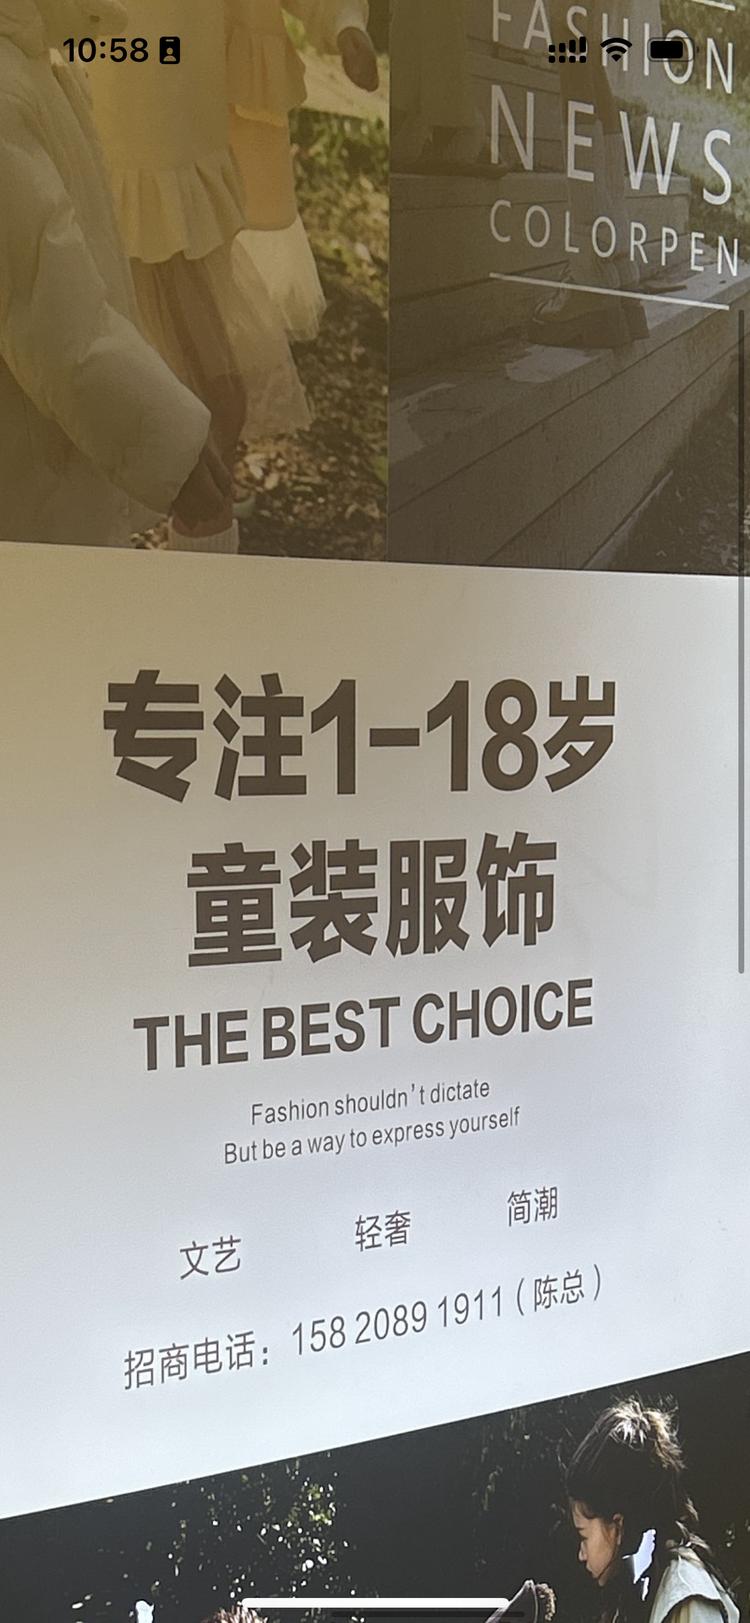 10:58
FASHION
NEWS
COLORPEN
专注1-18岁
童装服饰
THE BEST CHOICE
Fashion shouldn't dictate
But be a way to express yourself
文艺 轻奢 简潮
招商电话：158 2089 1911（陈总）